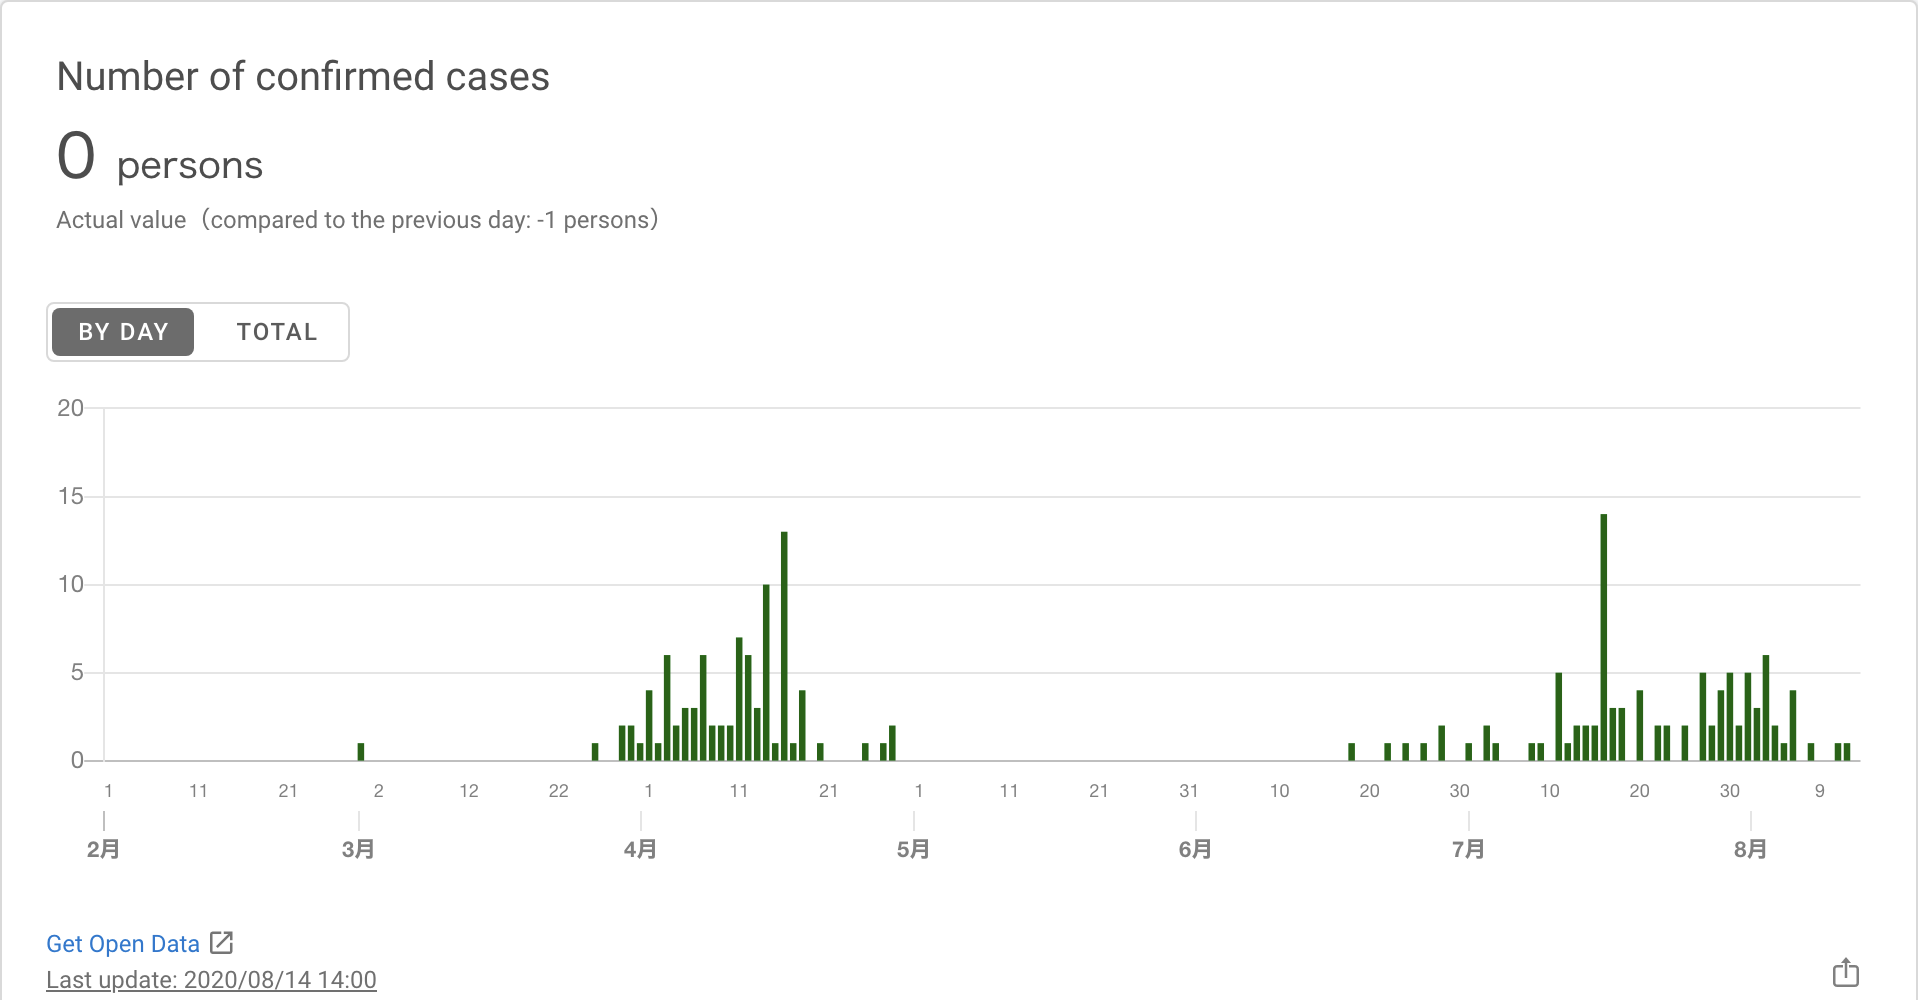 Number of confirmed cases
0 persons
Actual value（compared to the previous day: -1 persons）
BY DAY TOTAL
20
15
10
5
0
1 11 21 2 12 22 1 11 21 1 11 21 31 10 20 30 10 20 30 9
2月 3月 4月 5月 6月 7月 8月
Get Open Data
Last update: 2020/08/14 14:00